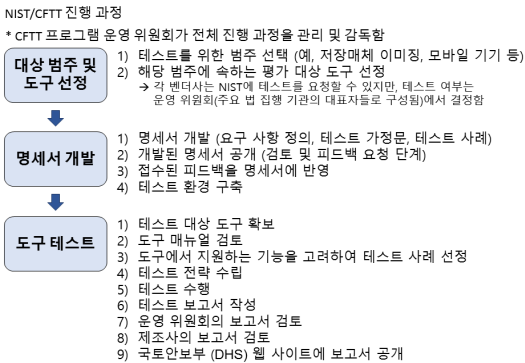 NIST/CFTT 진행 과정
* CFTT 프로그램 운영 위원회가 전체 진행 과정을 관리 및 감독함
대상 범주 및
도구 선정
1) 테스트를 위한 범주 선택 (예, 저장매체 이미징, 모바일 기기 등)
2) 해당 범주에 속하는 평가 대상 도구 선정
→ 각 벤더사는 NIST에 테스트를 요청할 수 있지만, 테스트 여부는
운영 위원회(주요 법 집행 기관의 대표자들로 구성됨)에서 결정함
명세서 개발
1) 명세서 개발 (요구 사항 정의, 테스트 가정문, 테스트 사례)
2) 개발된 명세서 공개 (검토 및 피드백 요청 단계)
3) 접수된 피드백을 명세서에 반영
4) 테스트 환경 구축
도구 테스트
1) 테스트 대상 도구 확보
2) 도구 매뉴얼 검토
3) 도구에서 지원하는 기능을 고려하여 테스트 사례 선정
4) 테스트 전략 수립
5) 테스트 수행
6) 테스트 보고서 작성
7) 운영 위원회의 보고서 검토
8) 제조사의 보고서 검토
9) 국토안보부 (DHS) 웹 사이트에 보고서 공개